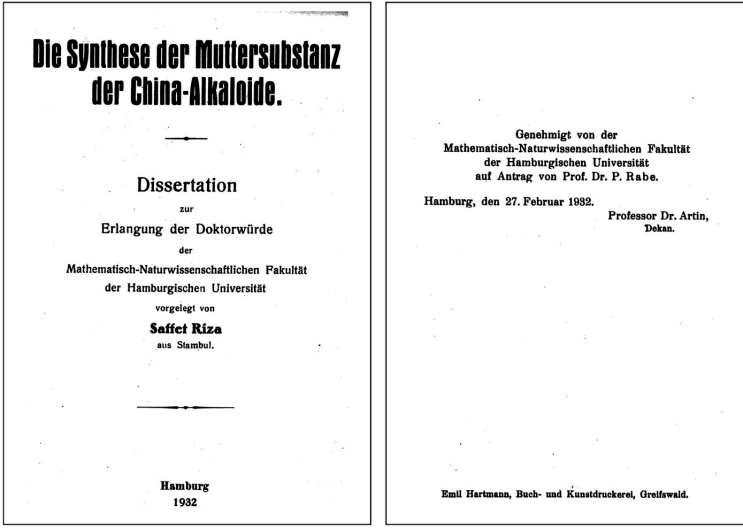 Die Synthese der Muttersubstanz
der China-Alkaloide.
Dissertation
zur
Erlangung der Doktorwürde
der
Mathematisch-Naturwissenschaftlichen Fakultät
der Hamburgischen Universität
vorgelegt von
Saffet Riza
aus Stambul.
Hamburg
1932
Genehmigt von der
Mathematisch-Naturwissenschaftlichen Fakultät
der Hamburgischen Universität
auf Antrag von Prof. Dr. P. Rabe.
Hamburg, den 27. Februar 1932.
Professor Dr. Artin,
Dekan.
Emil Hartmann, Buch- und Kunstdruckerei, Greifswald.